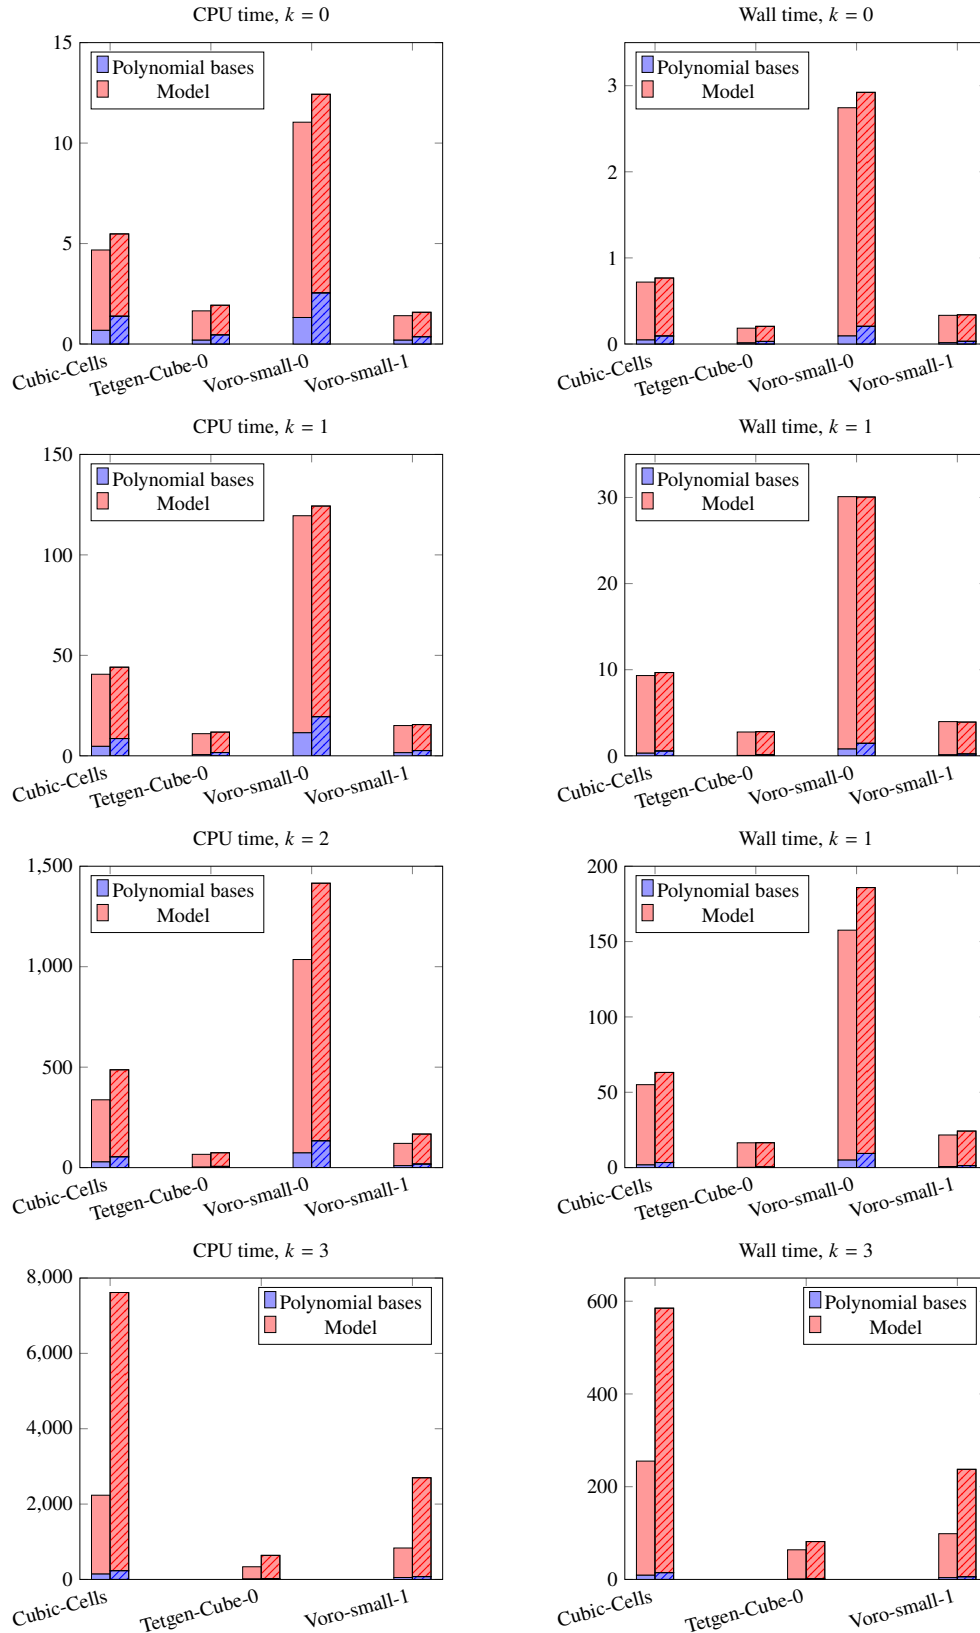 CPU time, k = 0
15
10
5
0
Polynomial bases
Model
Cubic-Cells
Tetgen-Cube-0
Voro-small-0
Voro-small-1
Wall time, k = 0
3
2
1
0
Polynomial bases
Model
Cubic-Cells
Tetgen-Cube-0
Voro-small-0
Voro-small-1
CPU time, k = 1
150
100
50
0
Polynomial bases
Model
Cubic-Cells
Tetgen-Cube-0
Voro-small-0
Voro-small-1
Wall time, k = 1
30
20
10
0
Polynomial bases
Model
Cubic-Cells
Tetgen-Cube-0
Voro-small-0
Voro-small-1
CPU time, k = 2
1,500
1,000
500
0
Polynomial bases
Model
Cubic-Cells
Tetgen-Cube-0
Voro-small-0
Voro-small-1
Wall time, k = 1
200
150
100
50
0
Polynomial bases
Model
Cubic-Cells
Tetgen-Cube-0
Voro-small-0
Voro-small-1
CPU time, k = 3
8,000
6,000
4,000
2,000
0
Polynomial bases
Model
Cubic-Cells
Tetgen-Cube-0
Voro-small-1
Wall time, k = 3
600
400
200
0
Polynomial bases
Model
Cubic-Cells
Tetgen-Cube-0
Voro-small-1